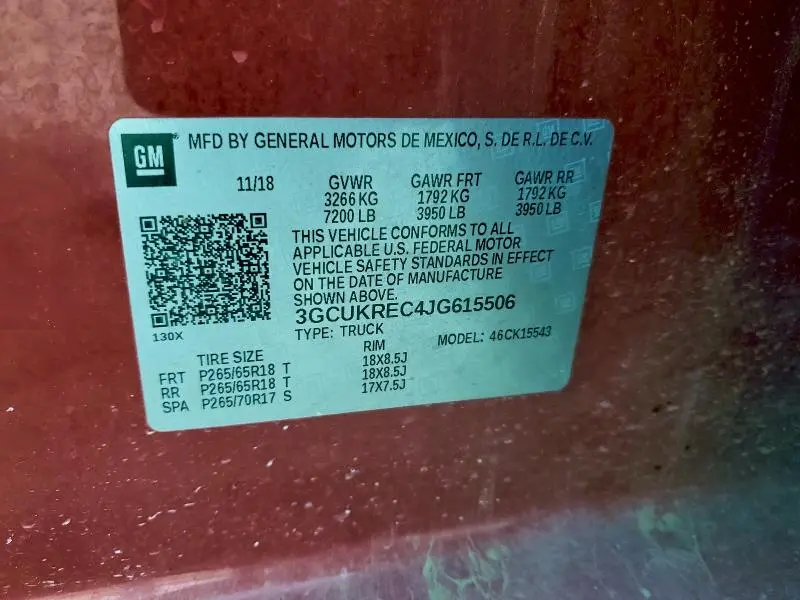 GM
MFD BY GENERAL MOTORS DE MEXICO, S. DE R.L. DE C.V.
11/18 GVWR GAWR FRT GAWR RR
3266 KG 1792 KG 1792 KG
7200 LB 3950 LB 3950 LB
THIS VEHICLE CONFORMS TO ALL
APPLICABLE U.S. FEDERAL MOTOR
VEHICLE SAFETY STANDARDS IN EFFECT
ON THE DATE OF MANUFACTURE
SHOWN ABOVE.
3GCUKREC4JG615506
130X
TYPE: TRUCK MODEL: 46CK15543
TIRE SIZE RIM
FRT P265/65R18 T 18X8.5J
RR P265/65R18 T 18X8.5J
SPA P265/70R17 S 17X7.5J